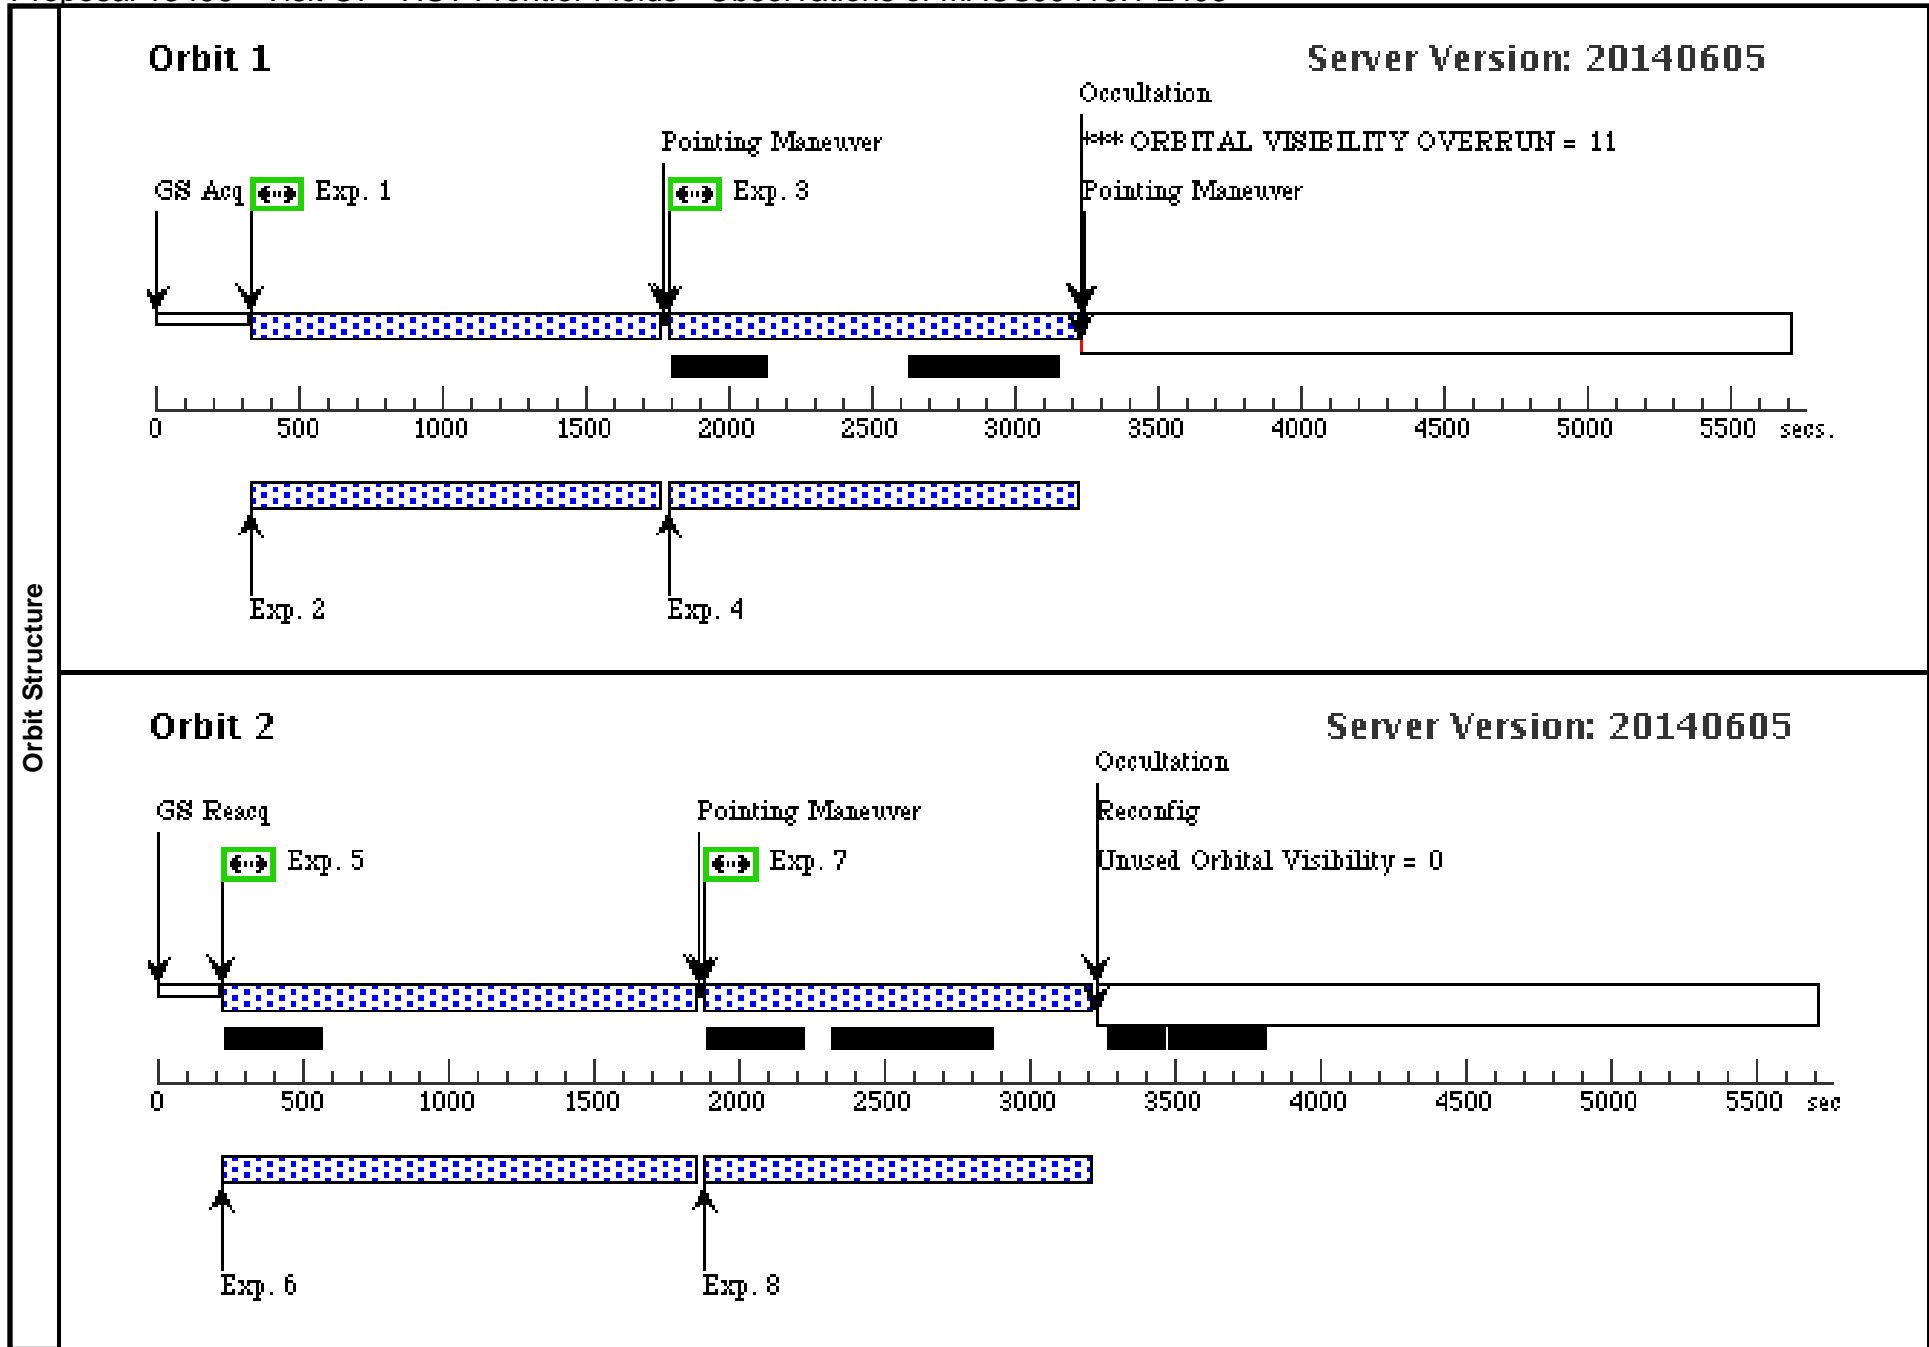 Orbit Structure
Orbit 1
Server Version: 20140605
Occultation
*** ORBITAL VISIBILITY OVERRUN = 11
Pointing Maneuver
Pointing Maneuver
GS Acq
Exp. 1
Exp. 3
0 500 1000 1500 2000 2500 3000 3500 4000 4500 5000 5500 secs.
Exp. 2
Exp. 4
Orbit 2
Server Version: 20140605
Occultation
GS Reacq
Pointing Maneuver
Reconfig
Exp. 5
Exp. 7
Unused Orbital Visibility = 0
0 500 1000 1500 2000 2500 3000 3500 4000 4500 5000 5500 sec
Exp. 6
Exp. 8